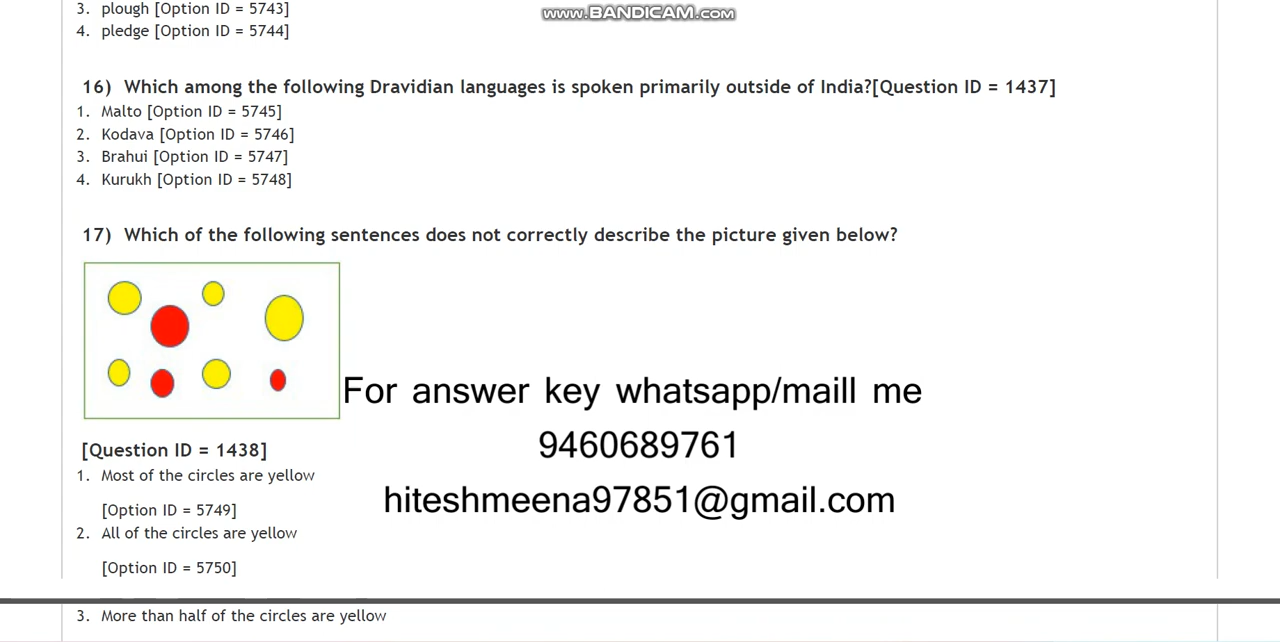 3. plough [Option ID = 5743]
www.BANDICAM.com
4. pledge [Option ID = 5744]
16) Which among the following Dravidian languages is spoken primarily outside of India?[Question ID = 1437]
1. Malto [Option ID = 5745]
2. Kodava [Option ID = 5746]
3. Brahui [Option ID = 5747]
4. Kurukh [Option ID = 5748]
17) Which of the following sentences does not correctly describe the picture given below?
For answer key whatsapp/maill me
9460689761
hiteshmeena97851@gmail.com
[Question ID = 1438]
1. Most of the circles are yellow
[Option ID = 5749]
2. All of the circles are yellow
[Option ID = 5750]
3. More than half of the circles are yellow